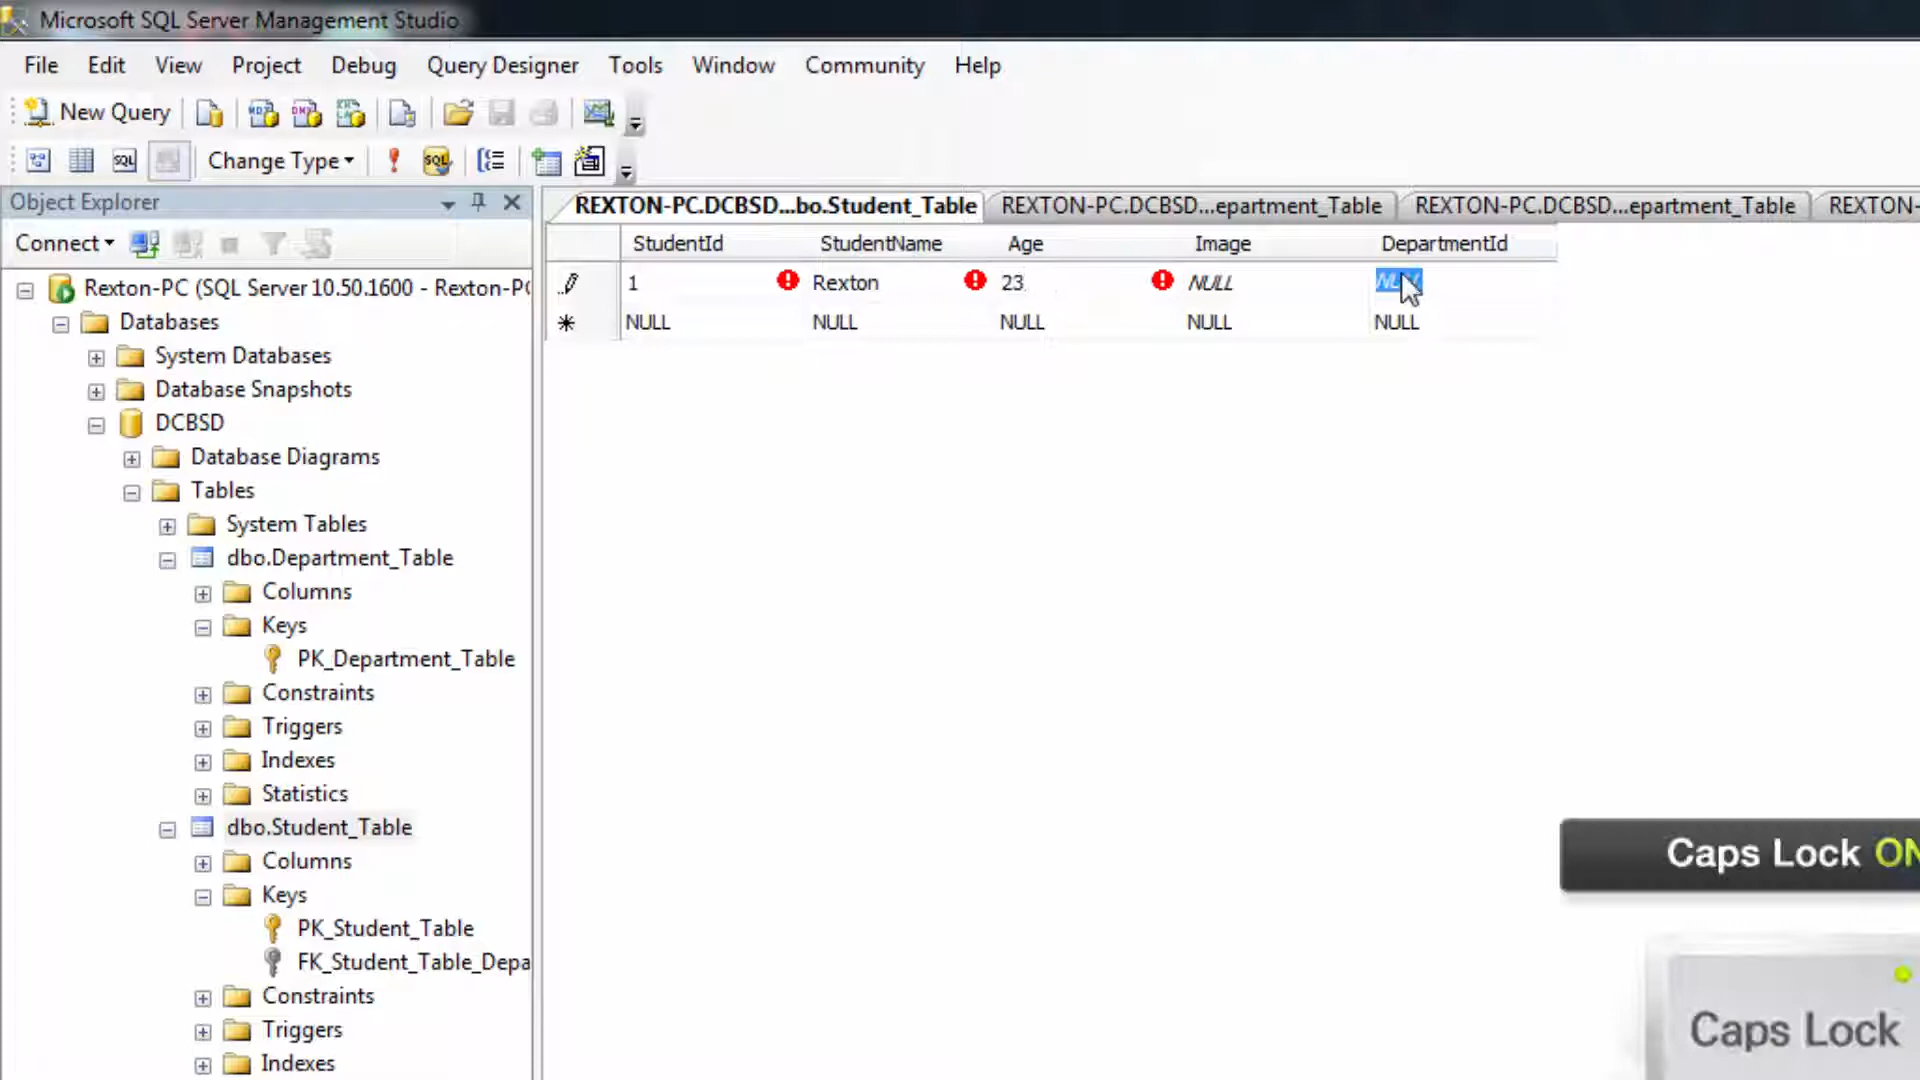 Microsoft SQL Server Management Studio
File Edit View Project Debug Query Designer Tools Window Community Help
New Query
Change Type
Object Explorer
REXTON-PC.DCBSD...bo.Student_Table REXTON-PC.DCBSD...epartment_Table REXTON-PC.DCBSD...epartment_Table REXTON-
Connect
StudentId StudentName Age Image DepartmentId
1 Rexton 23 NULL NULL
NULL NULL NULL NULL NULL
Rexton-PC (SQL Server 10.50.1600 - Rexton-P
Databases
System Databases
Database Snapshots
DCBSD
Database Diagrams
Tables
System Tables
dbo.Department_Table
Columns
Keys
PK_Department_Table
Constraints
Triggers
Indexes
Statistics
dbo.Student_Table
Columns
Keys
PK_Student_Table
FK_Student_Table_Depa
Constraints
Triggers
Indexes
Caps Lock ON
Caps Lock